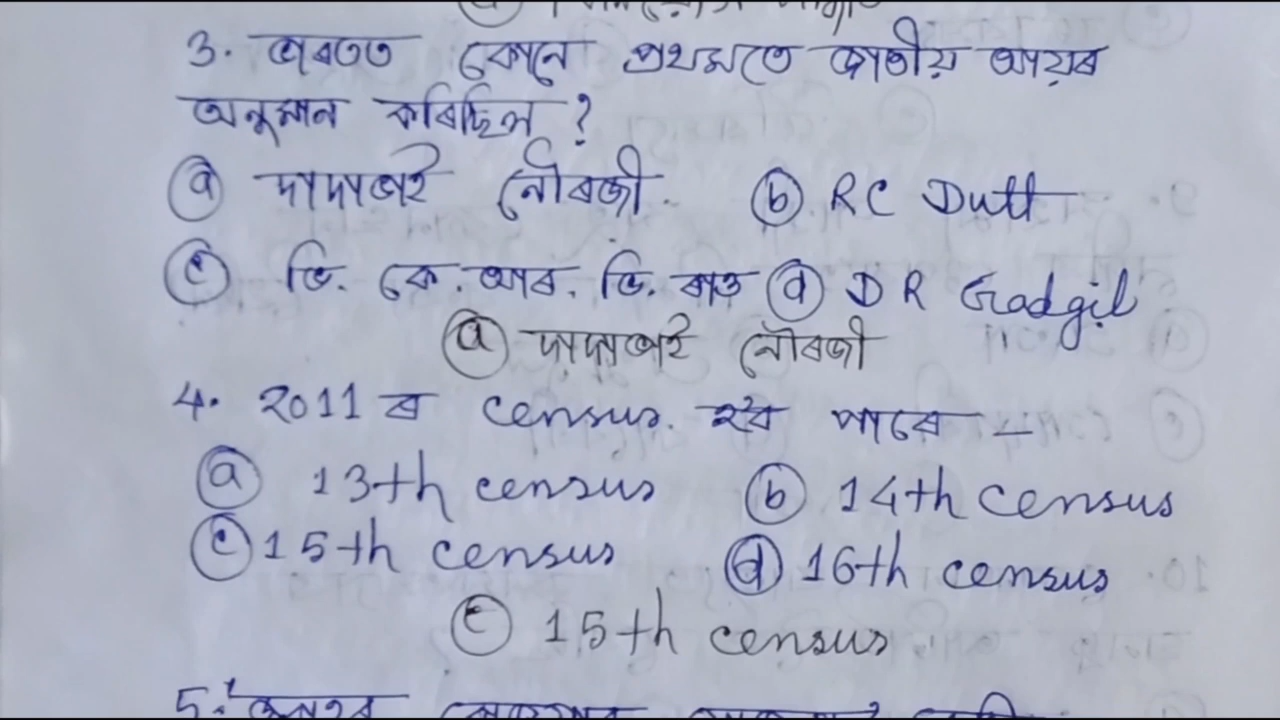 3. ভাৰতত কোনে প্ৰথমতে জাতীয় আয়ৰ
অনুমান কৰিছিল ?
ⓐ দাদাভাই নৌৰজী. ⓑ RC Dutt
ⓒ ভি. কে. আৰ. ভি. ৰাও ⓓ D R Gadgil
ⓐ দাদাভাই নৌৰজী
4. 2011 ৰ census. হ'ব পাৰে –
ⓐ 13th census ⓑ 14th census
ⓒ 15th census ⓓ 16th census
ⓒ 15th census
5.